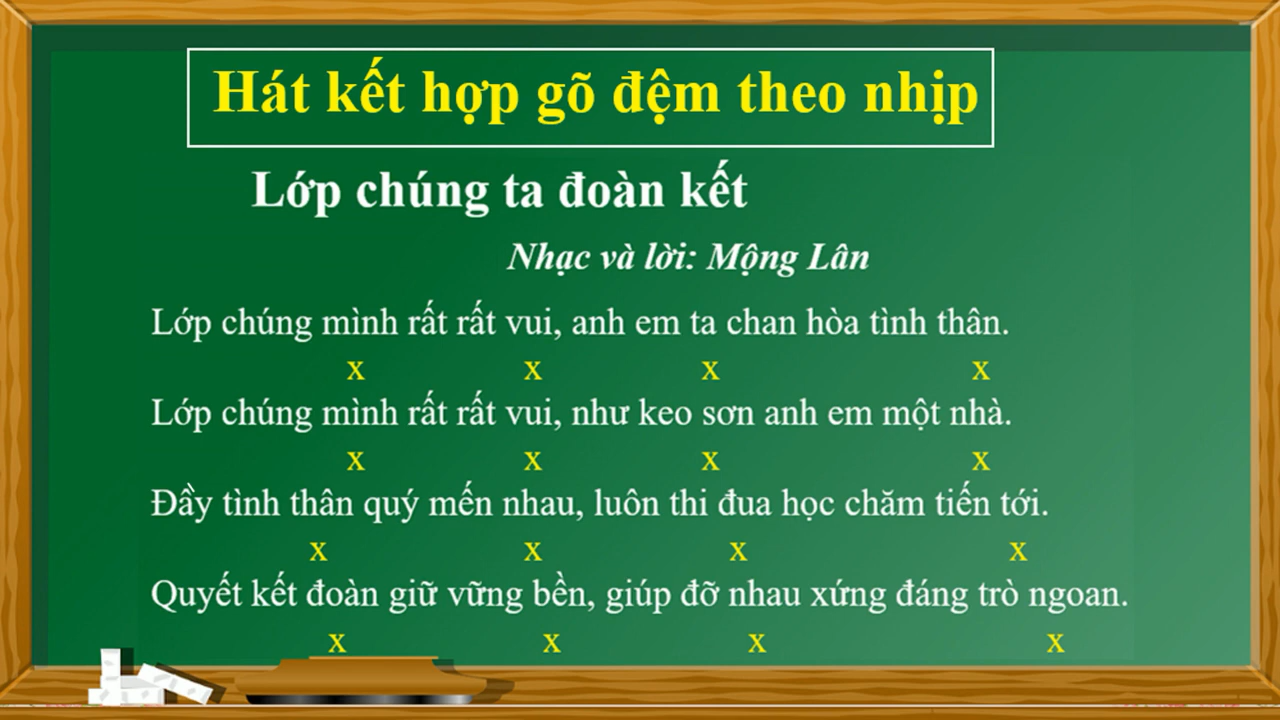 Hát kết hợp gõ đệm theo nhịp
Lớp chúng ta đoàn kết
Nhạc và lời: Mộng Lân
Lớp chúng mình rất rất vui, anh em ta chan hòa tình thân.
x x x x
Lớp chúng mình rất rất vui, như keo sơn anh em một nhà.
x x x x
Đầy tình thân quý mến nhau, luôn thi đua học chăm tiến tới.
x x x x
Quyết kết đoàn giữ vững bền, giúp đỡ nhau xứng đáng trò ngoan.
x x x x